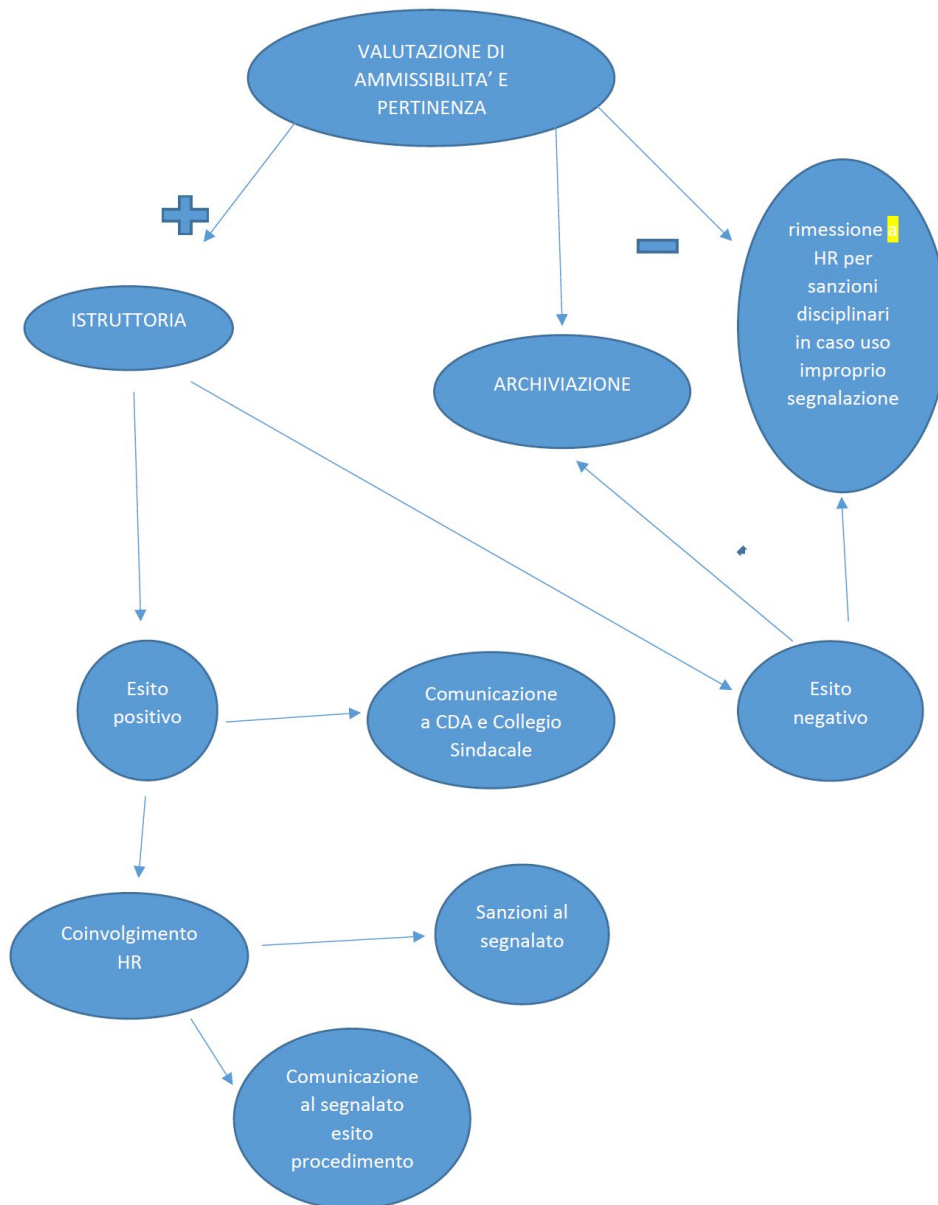 VALUTAZIONE DI
AMMISSIBILITA’ E
PERTINENZA
rimessione a
HR per
sanzioni
disciplinari
in caso uso
improprio
segnalazione
ISTRUTTORIA
ARCHIVIAZIONE
Esito
positivo
Comunicazione
a CDA e Collegio
Sindacale
Esito
negativo
Coinvolgimento
HR
Sanzioni al
segnalato
Comunicazione
al segnalato
esito
procedimento